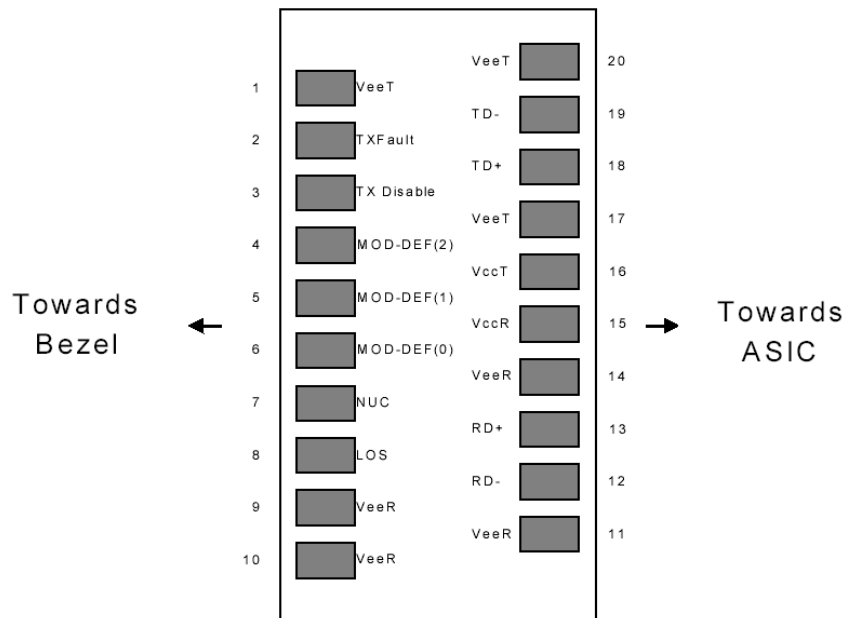 VeeT 20
1 VeeT
TD- 19
2 TXFault
TD+ 18
3 TX Disable
VeeT 17
4 MOD-DEF(2)
VccT 16
5 MOD-DEF(1)
Towards
Bezel
VccR 15
Towards
ASIC
6 MOD-DEF(0)
VeeR 14
7 NUC
RD+ 13
8 LOS
RD- 12
9 VeeR
VeeR 11
10 VeeR